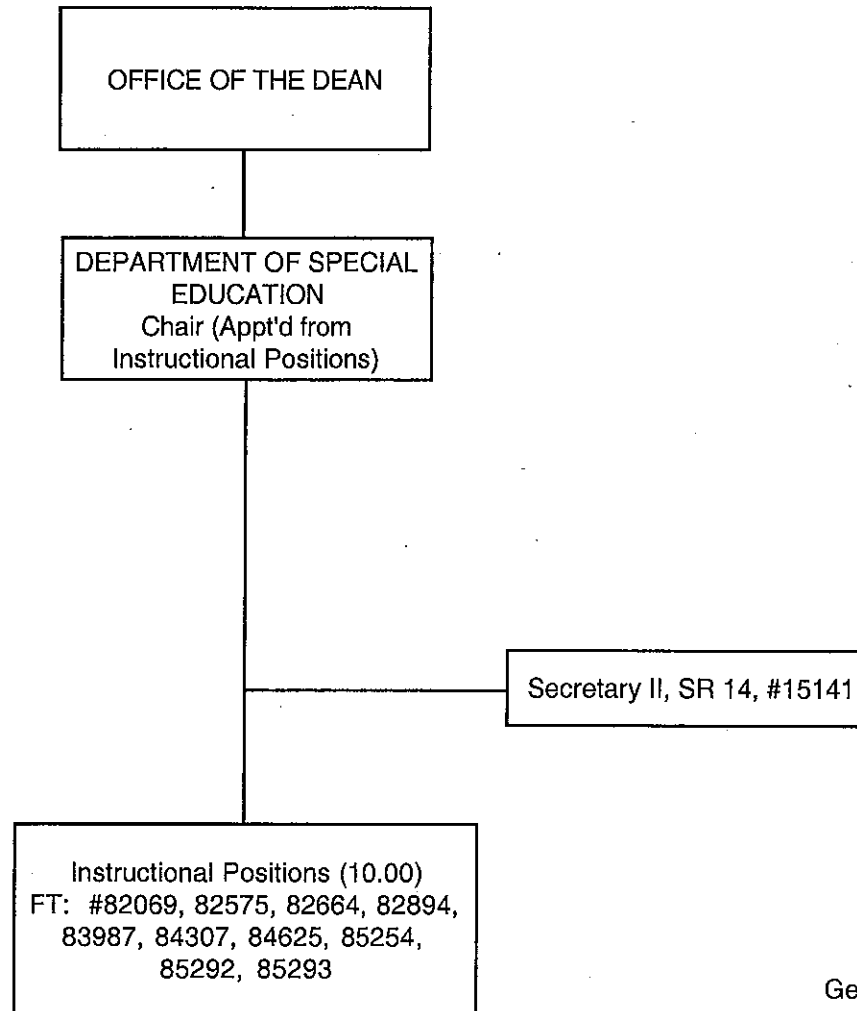 OFFICE OF THE DEAN
DEPARTMENT OF SPECIAL
EDUCATION
Chair (Appt'd from
Instructional Positions)
Secretary II, SR 14, #15141
Instructional Positions (10.00)
FT: #82069, 82575, 82664, 82894,
83987, 84307, 84625, 85254,
85292, 85293
Ge